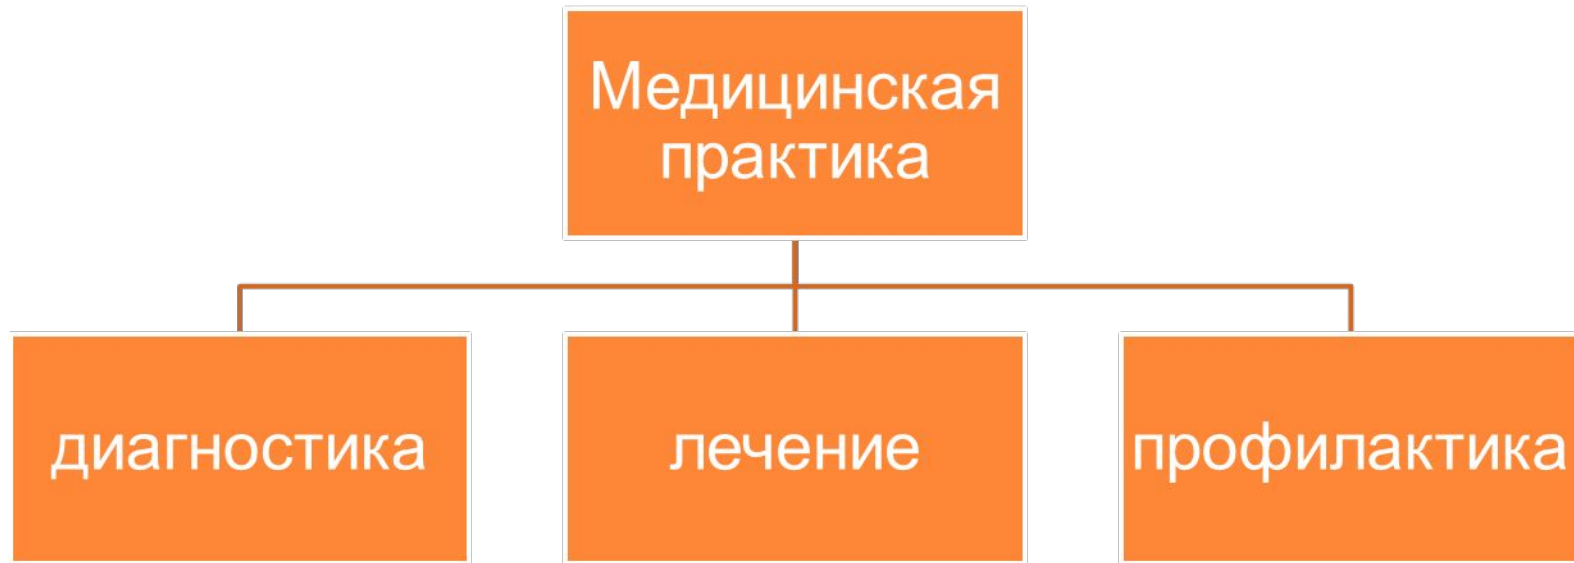 Медицинская
практика
диагностика
лечение
профилактика